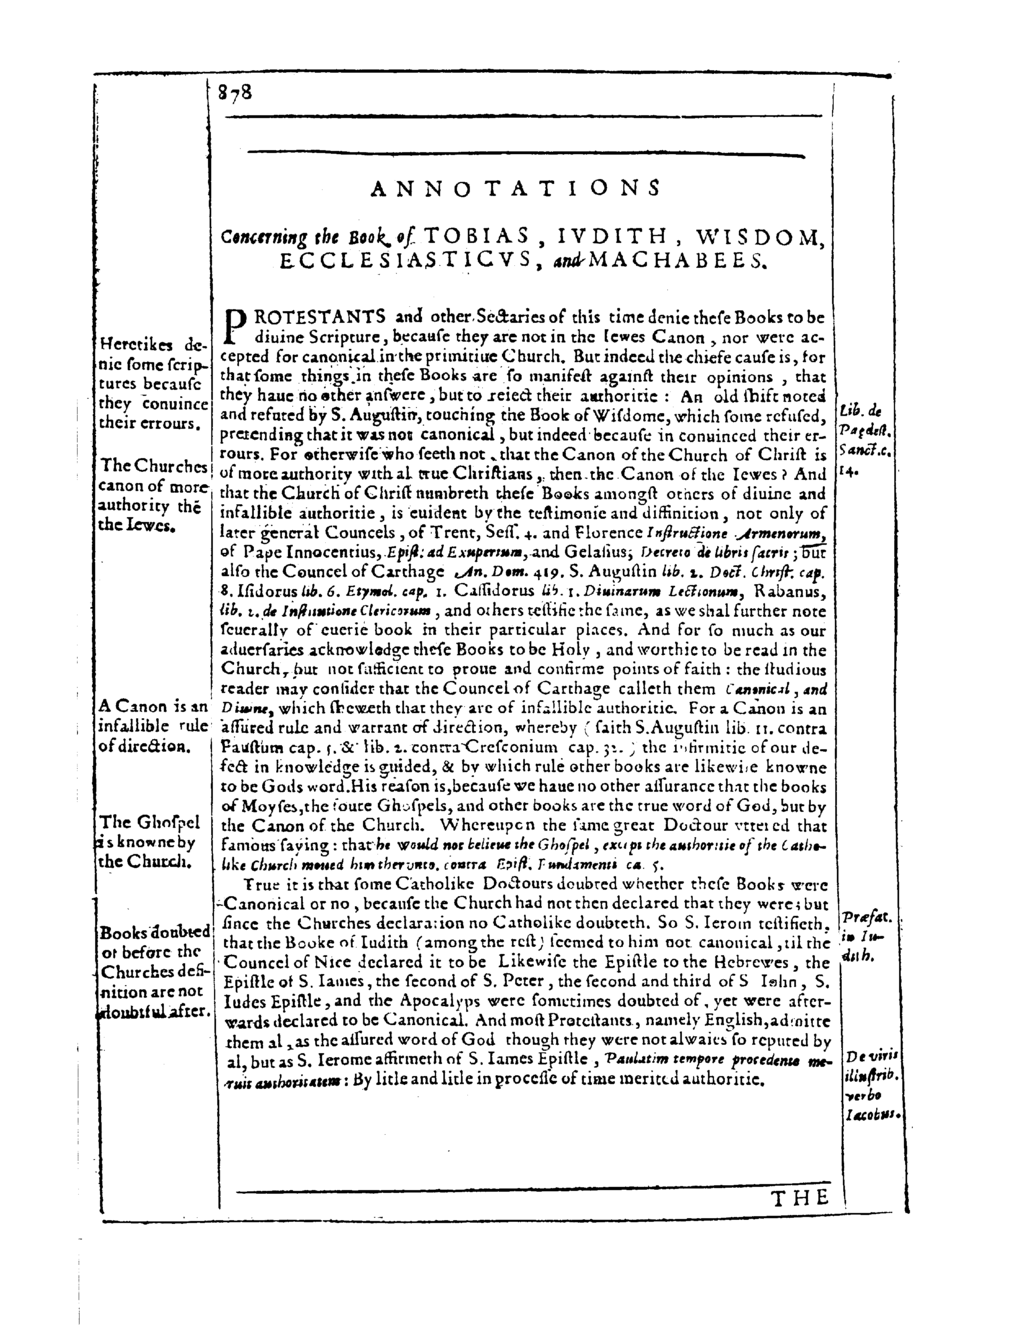 878
ANNOTATIONS
Concerning the Book of TOBIAS, IVDITH, WISDOM,
ECCLESIASTICVS, and MACHABEES.
PROTESTANTS and other Sectaries of this time denie theſe Books to be
diuine Scripture, becauſe they are not in the Iewes Canon, nor were ac-
cepted for canonical in the primitiue Church. But indeed the chiefe cauſe is, for
that ſome things in theſe Books are ſo manifeſt againſt their opinions, that
they haue no other anſwere, but to reiect their authoritie: An old ſhift noted
and refuted by S. Auguſtin, touching the Book of Wiſdome, which ſome refuſed,
pretending that it was not canonical, but indeed becauſe in conuinced their er-
rours. For otherwiſe who ſeeth not, that the Canon of the Church of Chriſt is
of more authority with al true Chriſtians, then the Canon of the Iewes? And
that the Church of Chriſt numbreth theſe Books amongſt others of diuine and
infallible authoritie, is euident by the teſtimonie and diffinition, not only of
later general Councels, of Trent, Seſſ. 4. and Florence Inſtructione Armenorum,
of Pape Innocentius, Epiſt: ad Exuperium, and Gelaſius; Decreto de libris ſacris; but
alſo the Councel of Carthage An. Dom. 419. S. Auguſtin lib. 2. Doct. Chriſt. cap.
8. Iſidorus lib. 6. Etymol. cap. 1. Caſſidorus lib. 1. Diuinarum Lectionum, Rabanus,
lib. 2. de Inſtitutione Clericorum, and others teſtifie the ſame, as we shal further note
ſeuerally of euerie book in their particular places. And for ſo much as our
aduerſaries acknowledge theſe Books to be Holy, and worthie to be read in the
Church, but not ſufficient to proue and confirme points of faith: the ſtudious
reader may conſider that the Councel of Carthage calleth them Canonical, and
Diuine, which ſheweth that they are of infallible authoritie. For a Canon is an
aſſured rule and warrant of direction, whereby (ſaith S. Auguſtin lib. 11. contra
Fauſtum cap. 5. & lib. 2. contra Creſconium cap. 32.) the infirmitie of our de-
fect in knowledge is guided, & by which rule other books are likewiſe knowne
to be Gods word. His reaſon is, becauſe we haue no other aſſurance that the books
of Moyſes, the foure Ghoſpels, and other books are the true word of God, but by
the Canon of the Church. Whereupon the ſame great Doctour vttered that
famous ſaying: that he would not belieue the Ghoſpel, except the authoritie of the Catho-
like Church moued him therunto. contra Epiſt. Fundamenti ca. 5.
True it is that ſome Catholike Doctours doubted whether theſe Books were
Canonical or no, becauſe the Church had not then declared that they were; but
ſince the Churches declaration no Catholike doubteth. So S. Ierom teſtifieth,
that the Booke of Iudith (among the reſt) ſeemed to him not canonical, til the
Councel of Nice declared it to be Likewiſe the Epiſtle to the Hebrewes, the
Epiſtle of S. Iames, the ſecond of S. Peter, the ſecond and third of S Iohn, S.
Iudes Epiſtle, and the Apocalyps were ſometimes doubted of, yet were after-
wards declared to be Canonical. And moſt Proteſtants, namely Engliſh, admitte
them al, as the aſſured word of God though they were not alwaies ſo reputed by
al, but as S. Ierome affirmeth of S. Iames Epiſtle, Paulatim tempore procedente me-
ruit authoritatem: By litle and litle in proceſſe of time merited authoritie.
THE
Heretikes de-
nie ſome ſcrip-
tures becauſe
they conuince
their errours.
The Churches
canon of more
authority thẽ
the Iewes.
A Canon is an
infallible rule
of direction.
The Ghoſpel
is knowne by
the Church.
Books doubted
of before the
Churches defi-
nition are not
doubtful after.
Lib. de
Prædeſt.
Sanct. c.
14.
Præfat.
in Iu-
dith.
De viris
illuſtrib.
verbo
Iacobus.